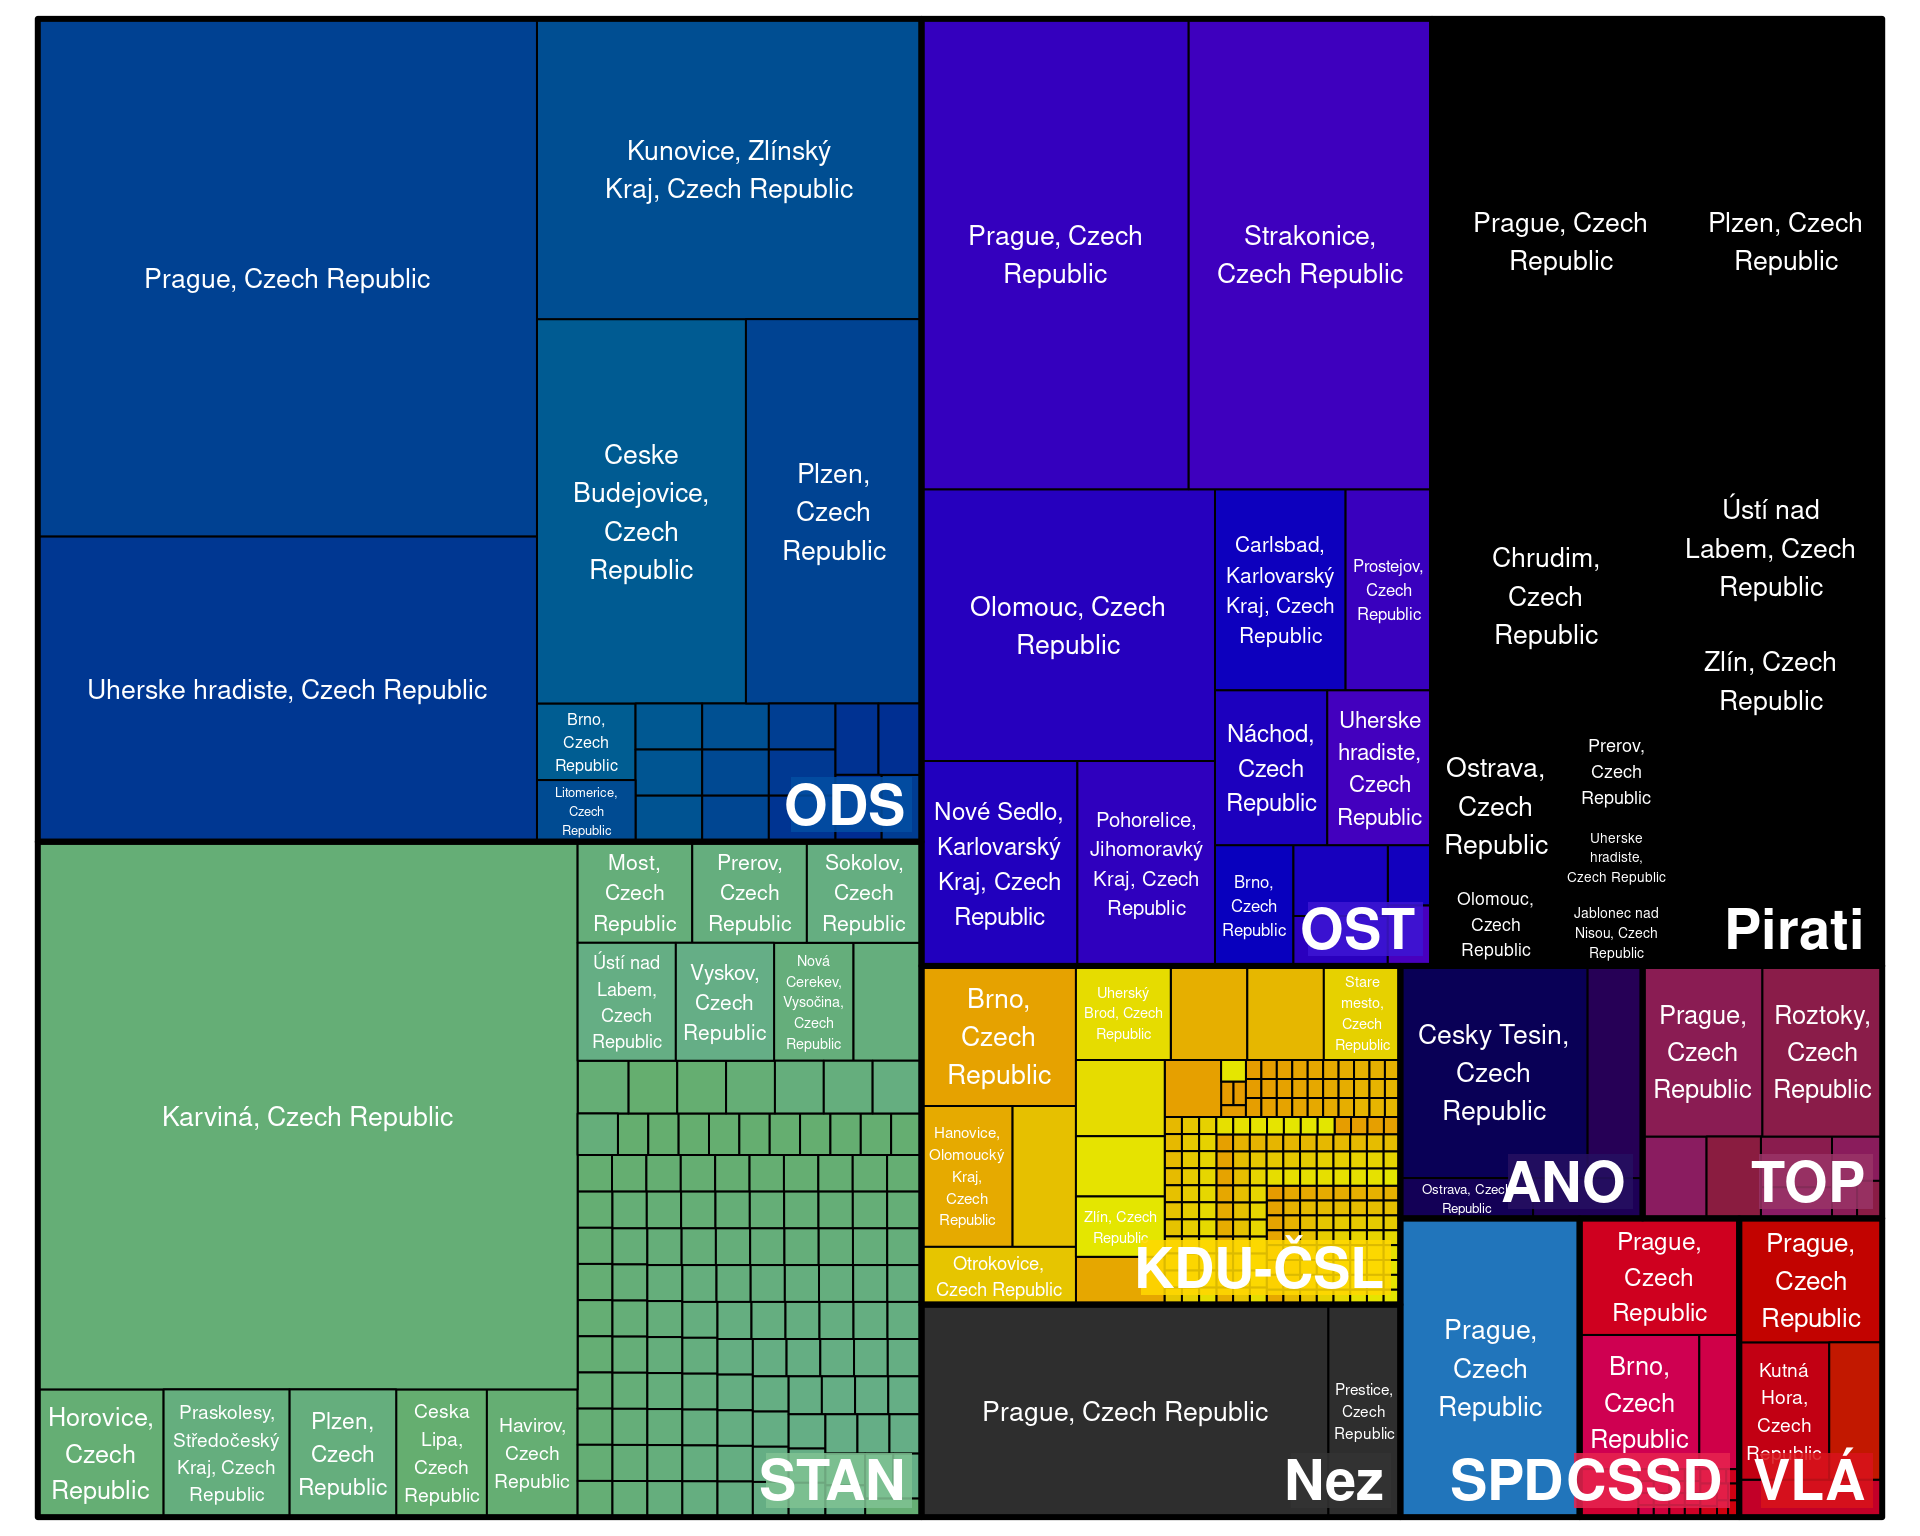 Prague, Czech Republic
Kunovice, Zlínský
Kraj, Czech Republic
Uherske hradiste, Czech Republic
Ceske
Budejovice,
Czech
Republic
Plzen,
Czech
Republic
Brno,
Czech
Republic
Litomerice,
Czech
Republic
ODS
Karviná, Czech Republic
Most,
Czech
Republic
Prerov,
Czech
Republic
Sokolov,
Czech
Republic
Ústí nad
Labem,
Czech
Republic
Vyskov,
Czech
Republic
Nová
Cerekev,
Vysočina,
Czech
Republic
Horovice,
Czech
Republic
Praskolesy,
Středočeský
Kraj, Czech
Republic
Plzen,
Czech
Republic
Ceska
Lipa,
Czech
Republic
Havirov,
Czech
Republic
STAN
Prague, Czech
Republic
Strakonice,
Czech Republic
Olomouc, Czech
Republic
Carlsbad,
Karlovarský
Kraj, Czech
Republic
Prostejov,
Czech
Republic
Nové Sedlo,
Karlovarský
Kraj, Czech
Republic
Pohorelice,
Jihomoravký
Kraj, Czech
Republic
Náchod,
Czech
Republic
Uherske
hradiste,
Czech
Republic
Brno,
Czech
Republic
OST
Prague, Czech
Republic
Plzen, Czech
Republic
Chrudim,
Czech
Republic
Ústí nad
Labem, Czech
Republic
Zlín, Czech
Republic
Ostrava,
Czech
Republic
Prerov,
Czech
Republic
Uherske
hradiste,
Czech Republic
Olomouc,
Czech
Republic
Jablonec nad
Nisou, Czech
Republic
Pirati
Brno,
Czech
Republic
Uherský
Brod, Czech
Republic
Stare
mesto,
Czech
Republic
Hanovice,
Olomoucký
Kraj,
Czech
Republic
Zlín, Czech
Republic
Otrokovice,
Czech Republic
KDU-ČSL
Prague, Czech Republic
Prestice,
Czech
Republic
Nez
Cesky Tesin,
Czech
Republic
Ostrava, Czech
Republic
ANO
Prague,
Czech
Republic
Roztoky,
Czech
Republic
TOP
Prague,
Czech
Republic
SPD
Prague,
Czech
Republic
Brno,
Czech
Republic
CSSD
Prague,
Czech
Republic
Kutná
Hora,
Czech
Republic
VLÁ